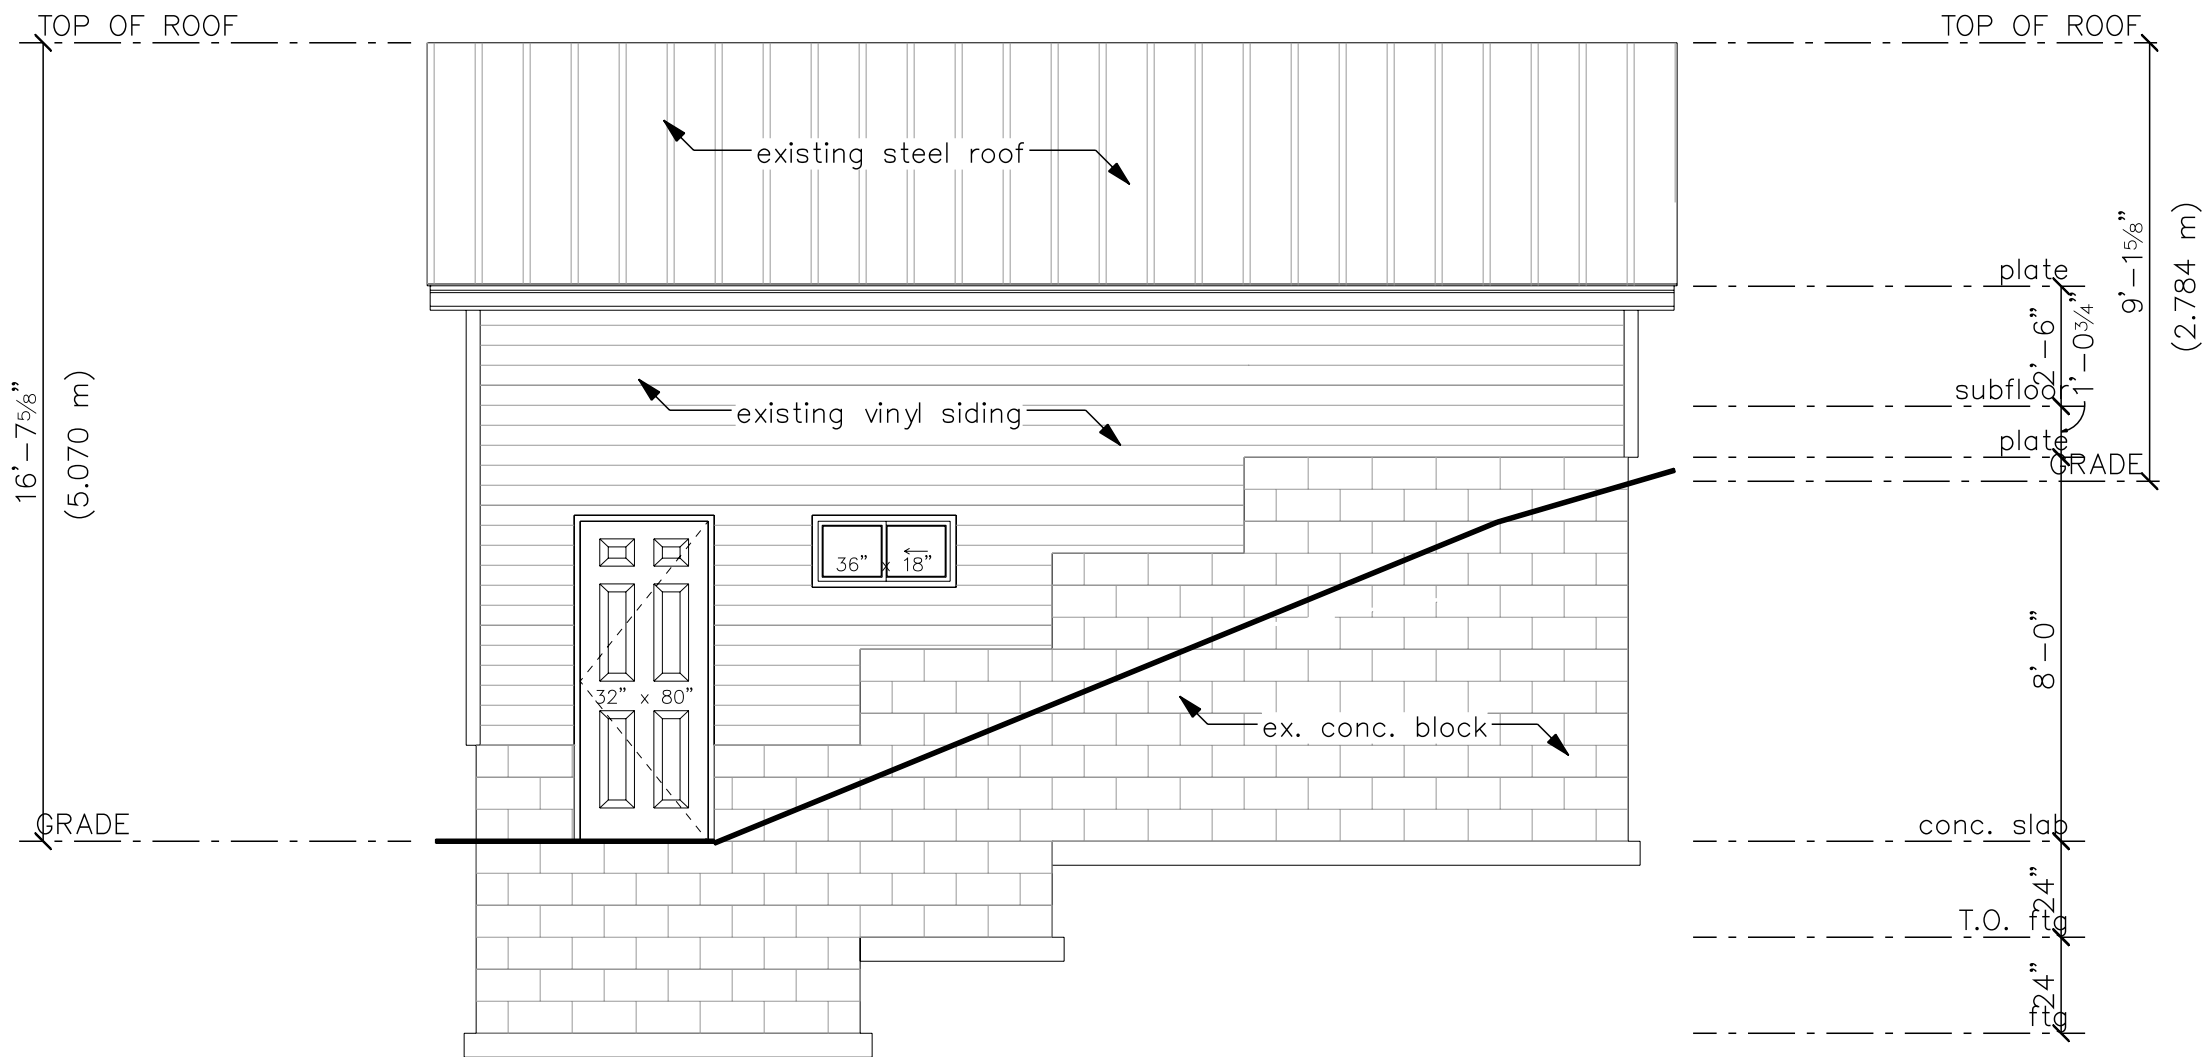 TOP OF ROOF
TOP OF ROOF
existing steel roof
9'-1⅝"
(2.784 m)
plate
2'-6"
1'-0¾"
subfloor
existing vinyl siding
16'-7⅝"
(5.070 m)
plate
GRADE
36" x 18"
8'-0"
32" x 80"
ex. conc. block
GRADE
conc. slab
24"
T.O. ftg
24"
ftg